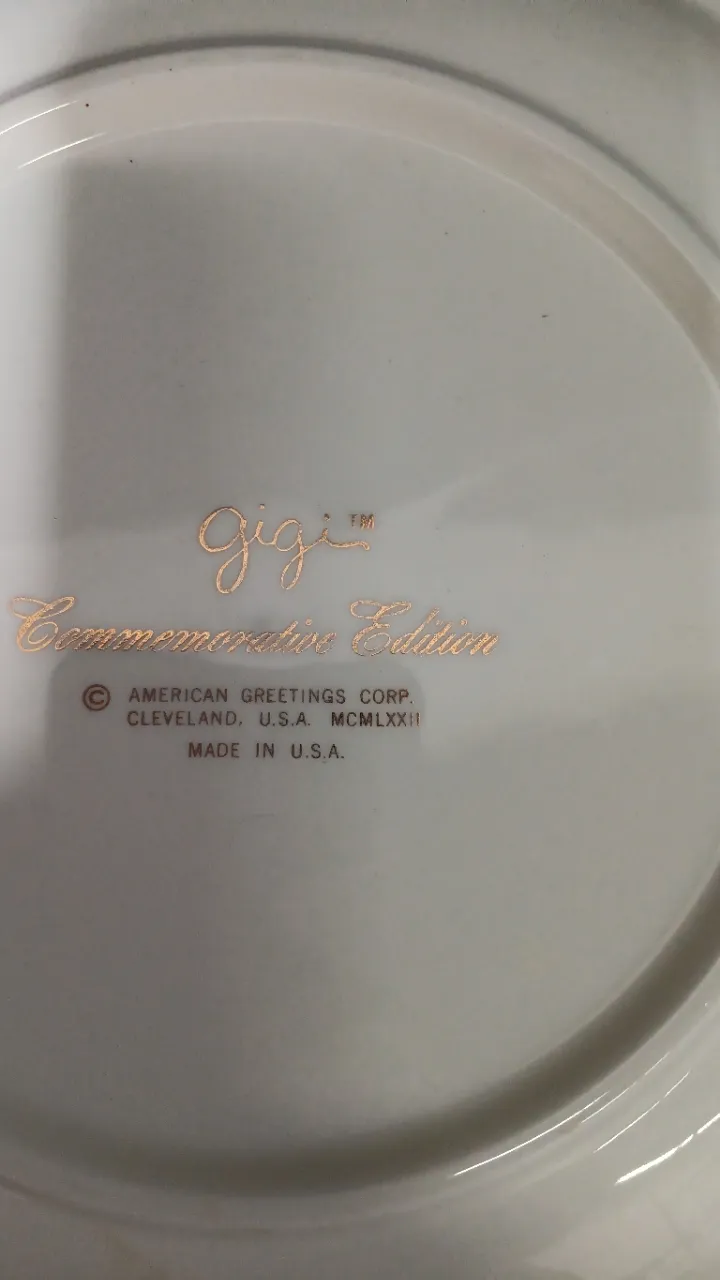 gigi™
Commemorative Edition
© AMERICAN GREETINGS CORP.
CLEVELAND, U.S.A. MCMLXXII
MADE IN U.S.A.